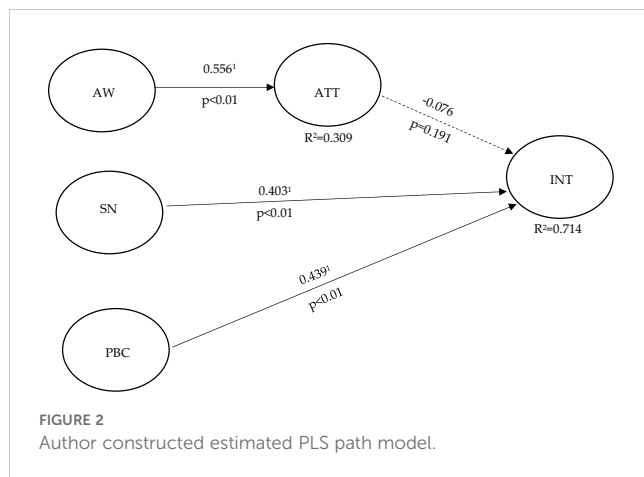 0.556¹
AW
ATT
p<0.01
R²=0.309
-0.076
p=0.191
0.403¹
SN
p<0.01
INT
R²=0.714
0.439¹
p<0.01
PBC
FIGURE 2
Author constructed estimated PLS path model.